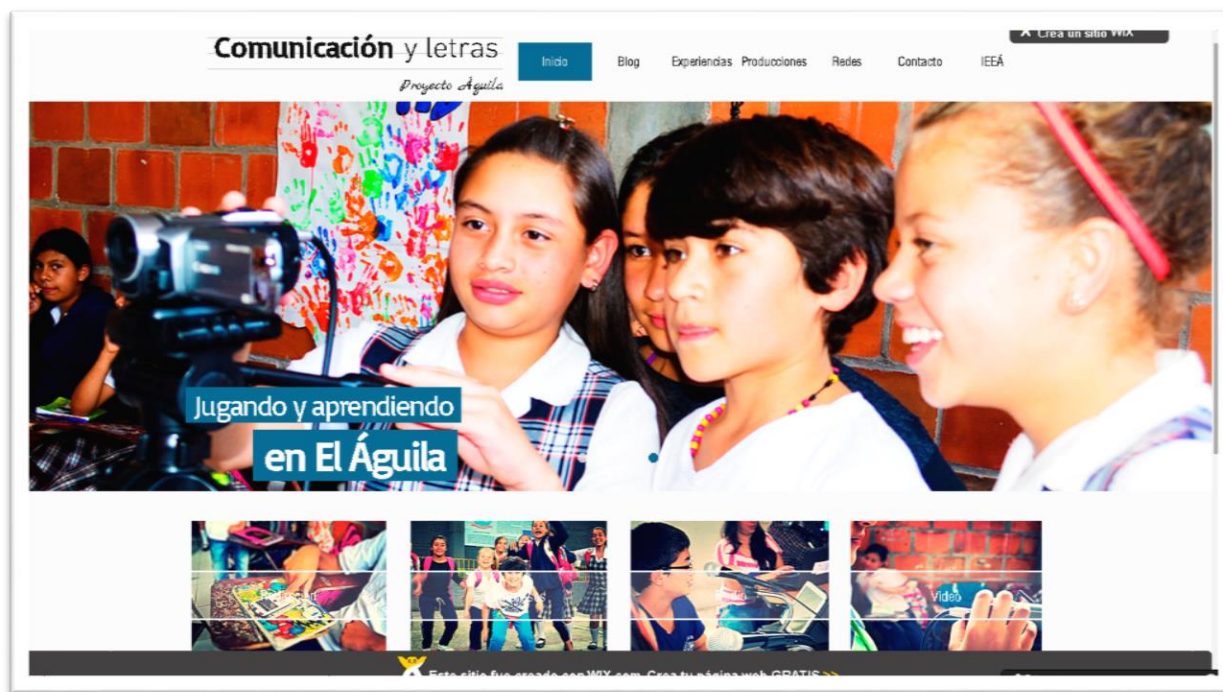 Comunicación y letras
Proyecto Águila
Crea un sitio WIX
Inicio Blog Experiencias Producciones Redes Contacto IEEÁ
Jugando y aprendiendo
en El Águila
Video
Este sitio fue creado con WIX.com. Crea tu página web GRATIS >>